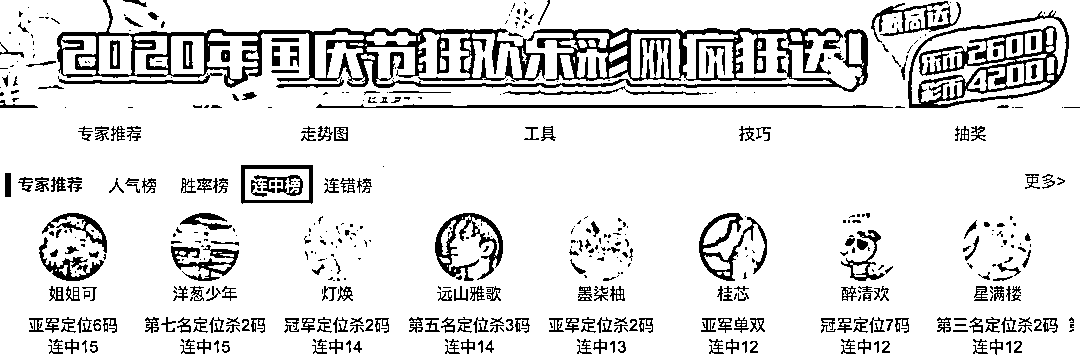 2020年国庆节狂欢乐彩网疯狂送!
最高送
乐币2600!
彩币4200!
专家推荐 走势图 工具 技巧 抽奖
专家推荐 人气榜 胜率榜 连中榜 连错榜 更多>
姐姐可 洋葱少年 灯焕 远山雅歌 墨柒柚 桂芯 醉清欢 星满楼
亚军定位6码 第七名定位杀2码 冠军定位杀2码 第五名定位杀3码 亚军定位杀2码 亚军单双 冠军定位7码 第三名定位杀2码
连中15 连中15 连中14 连中14 连中13 连中12 连中12 连中12